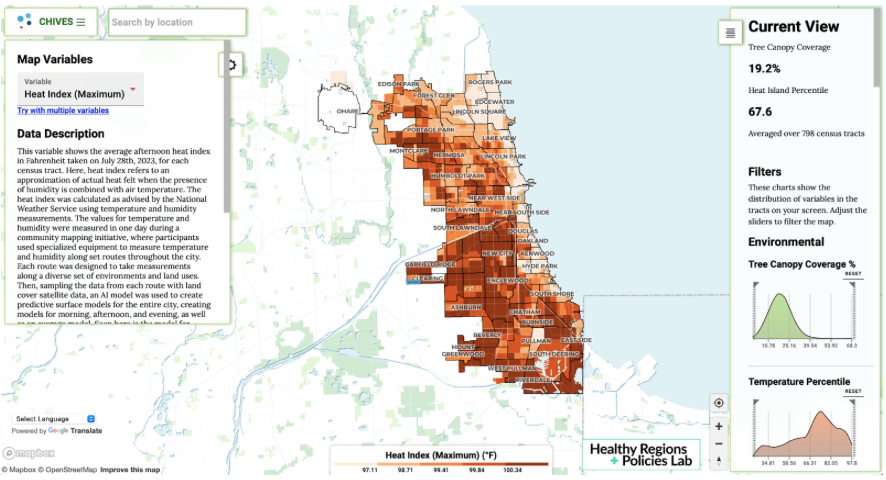 CHIVES
Search by location
Map Variables
Variable
Heat Index (Maximum)
Try with multiple variables
Data Description
This variable shows the average afternoon heat index
in Fahrenheit taken on July 28th, 2023, for each
census tract. Here, heat index refers to an
approximation of actual heat felt when the presence
of humidity is combined with air temperature. The
heat index was calculated as advised by the National
Weather Service using temperature and humidity
measurements. The values for temperature and
humidity were measured in one day during a
community mapping initiative, where participants
used specialized equipment to measure temperature
and humidity along set routes throughout the city.
Each route was designed to take measurements
along a diverse set of environments and land uses.
Then, sampling the data from each route with land
cover satellite data, an AI model was used to create
predictive surface models for the entire city, creating
models for morning, afternoon, and evening, as well
as an average model. Seen here is the model for
Select Language
Powered by Google Translate
mapbox
© Mapbox © OpenStreetMap Improve this map
EDISON PARK
ROGERS PARK
FOREST GLEN
EDGEWATER
OHARE
LINCOLN SQUARE
PORTAGE PARK
LAKE VIEW
MONTCLARE
HERMOSA
LINCOLN PARK
HUMBOLDT PARK
NEAR WEST SIDE
NORTH LAWNDALE
NEAR SOUTH SIDE
SOUTH LAWNDALE
DOUGLAS
OAKLAND
NEW CITY
KENWOOD
GARFIELD RIDGE
HYDE PARK
CLEARING
ENGLEWOOD
SOUTH SHORE
ASHBURN
CHATHAM
BURNSIDE
BEVERLY
PULLMAN
EAST SIDE
MOUNT
GREENWOOD
SOUTH DEERING
WEST PULLMAN
RIVERDALE
Heat Index (Maximum) (°F)
97.11 98.71 99.41 99.84 100.34
Healthy Regions
+ Policies Lab
Current View
Tree Canopy Coverage
19.2%
Heat Island Percentile
67.6
Averaged over 798 census tracts
Filters
These charts show the
distribution of variables in the
tracts on your screen. Adjust the
sliders to filter the map.
Environmental
Tree Canopy Coverage %
RESET
10.78 25.16 39.54 53.92 68.3
Temperature Percentile
RESET
34.81 50.56 66.31 82.05 97.8